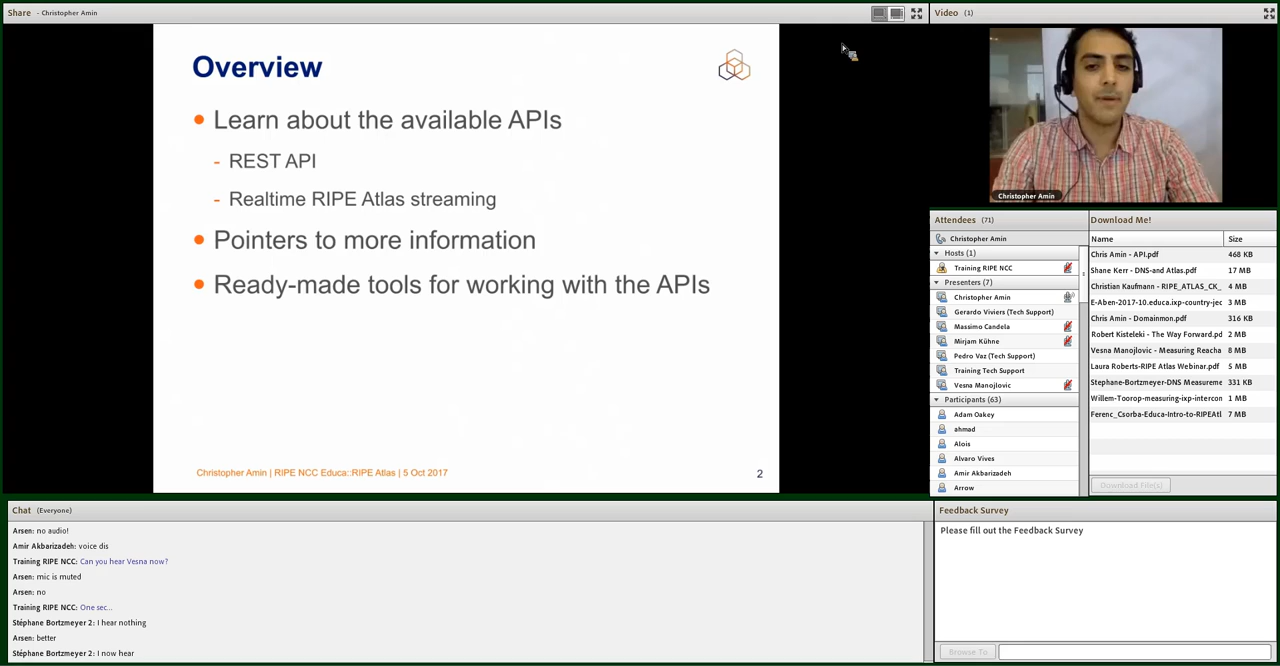 Share - Christopher Amin
Overview
Learn about the available APIs
- REST API
- Realtime RIPE Atlas streaming
Pointers to more information
Ready-made tools for working with the APIs
Christopher Amin | RIPE NCC Educa::RIPE Atlas | 5 Oct 2017
2
Video (1)
Christopher Amin
Attendees (71)
Christopher Amin
Hosts (1)
Training RIPE NCC
Presenters (7)
Christopher Amin
Gerardo Viviers (Tech Support)
Massimo Candela
Mirjam Kühne
Pedro Vaz (Tech Support)
Training Tech Support
Vesna Manojlovic
Participants (63)
Adam Oakey
ahmad
Alois
Alvaro Vives
Amir Akbarizadeh
Arrow
Download Me!
Name Size
Chris Amin - API.pdf 468 KB
Shane Kerr - DNS-and Atlas.pdf 17 MB
Christian Kaufmann - RIPE_ATLAS_CK_ 4 MB
E-Aben-2017-10.educa.ixp-country-jec 3 MB
Chris Amin - Domainmon.pdf 316 KB
Robert Kisteleki - The Way Forward.pd 2 MB
Vesna Manojlovic - Measuring Reacha 8 MB
Laura Roberts-RIPE Atlas Webinar.pdf 5 MB
Stephane-Bortzmeyer-DNS Measureme 331 KB
Willem-Toorop-measuring-ixp-intercon 1 MB
Ferenc_Csorba-Educa-Intro-to-RIPEAtl 7 MB
Download File(s)
Chat (Everyone)
Arsen: no audio!
Amir Akbarizadeh: voice dis
Training RIPE NCC: Can you hear Vesna now?
Arsen: mic is muted
Arsen: no
Training RIPE NCC: One sec...
Stéphane Bortzmeyer 2: I hear nothing
Arsen: better
Stéphane Bortzmeyer 2: I now hear
Feedback Survey
Please fill out the Feedback Survey
Browse To